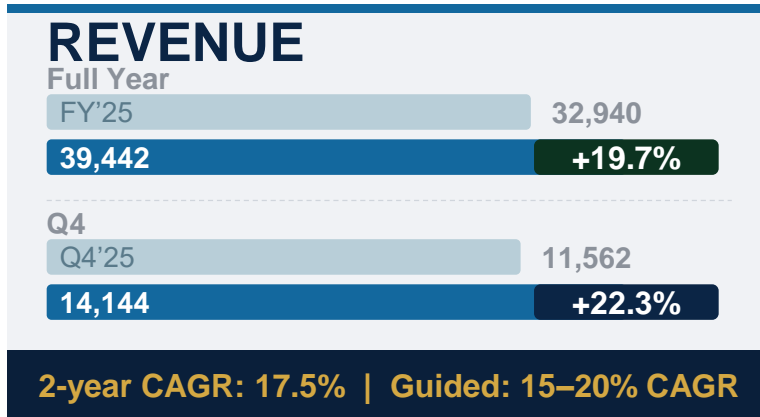 REVENUE
Full Year
FY’25 32,940
39,442 +19.7%
Q4
Q4’25 11,562
14,144 +22.3%
2-year CAGR: 17.5% | Guided: 15–20% CAGR